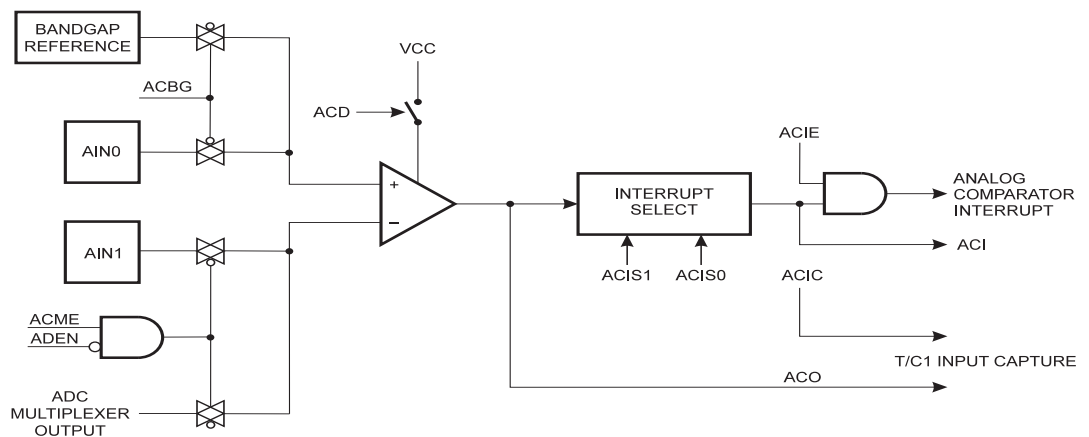 BANDGAP
REFERENCE
VCC
ACBG
ACD
AIN0
ACIE
+
INTERRUPT
SELECT
ANALOG
COMPARATOR
INTERRUPT
−
AIN1
ACI
ACIS1
ACIS0
ACIC
ACME
ADEN
T/C1 INPUT CAPTURE
ACO
ADC
MULTIPLEXER
OUTPUT